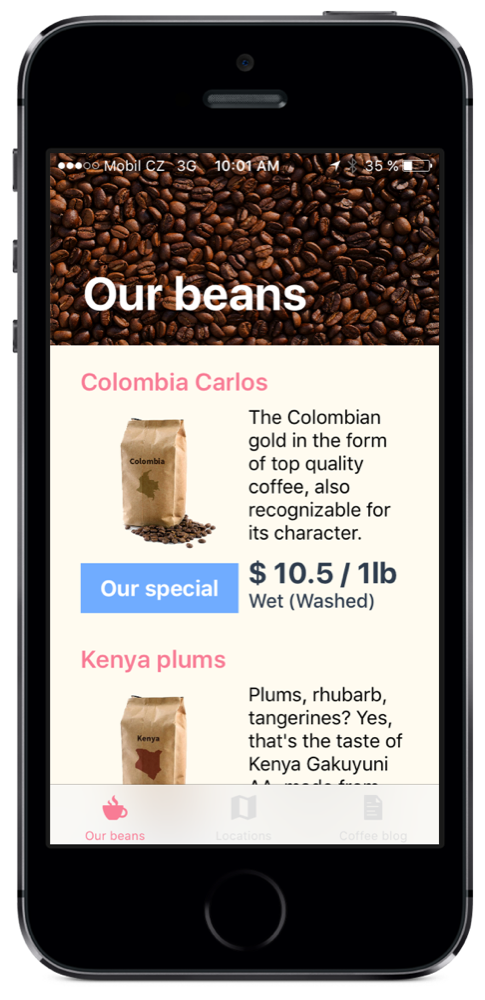 Mobil CZ 3G 10:01 AM 35 %
Our beans
Colombia Carlos
Colombia
The Colombian
gold in the form
of top quality
coffee, also
recognizable for
its character.
Our special
$ 10.5 / 1lb
Wet (Washed)
Kenya plums
Kenya
Plums, rhubarb,
tangerines? Yes,
that's the taste of
Kenya Gakuyuni
AA, made from
Our beans
Locations
Coffee blog